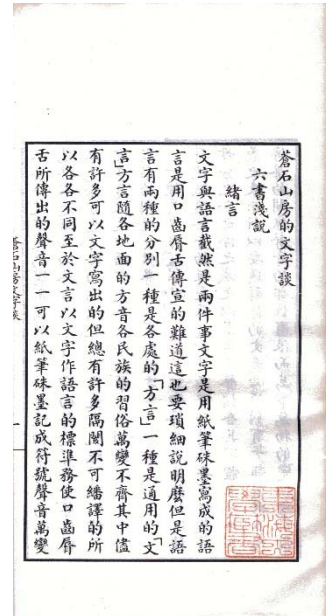 蒼石山房的文字談
六書淺說
緒言
文字與語言截然是兩件事文字是用紙筆硃墨寫成的語
言是用口齒脣舌傳宣的難道這也要瑣細說明麼但是語
言有兩種的分別一種是各處的「方言」一種是通用的「文
言」方言隨各地面的方音各民族的習俗萬變不齊其中儘
有許多可以文字寫出的但總有許多隔閡不可繙譯的所
以各各不同至於文言以文字作語言的標準務使口齒脣
舌所傳出的聲音一一可以紙筆硃墨記成符號聲音萬變
蒼石山房文字談
一